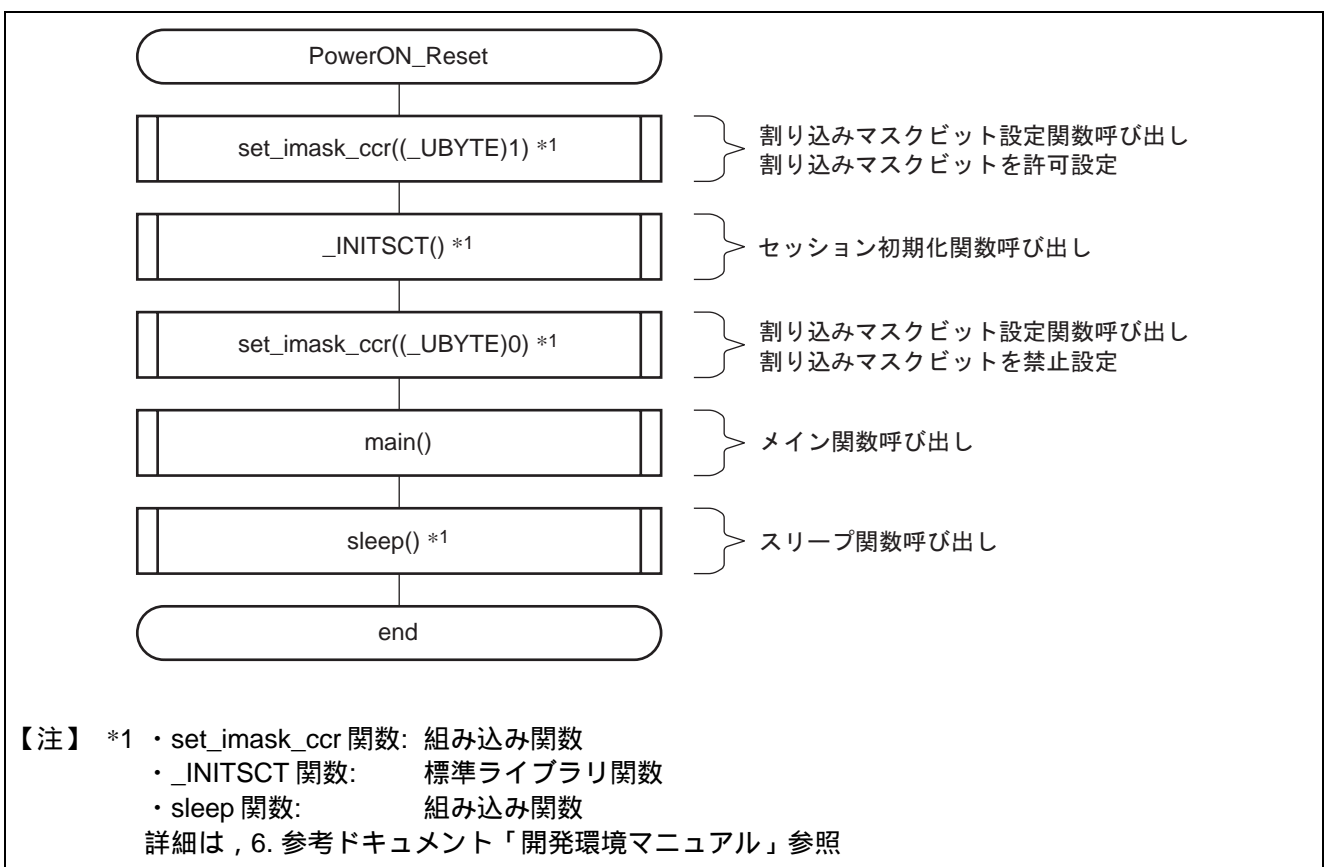 PowerON_Reset
set_imask_ccr((_UBYTE)1) *1
割り込みマスクビット設定関数呼び出し
割り込みマスクビットを許可設定
_INITSCT() *1
セッション初期化関数呼び出し
set_imask_ccr((_UBYTE)0) *1
割り込みマスクビット設定関数呼び出し
割り込みマスクビットを禁止設定
main()
メイン関数呼び出し
sleep() *1
スリープ関数呼び出し
end
【注】 *1 ・set_imask_ccr 関数: 組み込み関数
・_INITSCT 関数: 標準ライブラリ関数
・sleep 関数: 組み込み関数
詳細は , 6. 参考ドキュメント「開発環境マニュアル」参照